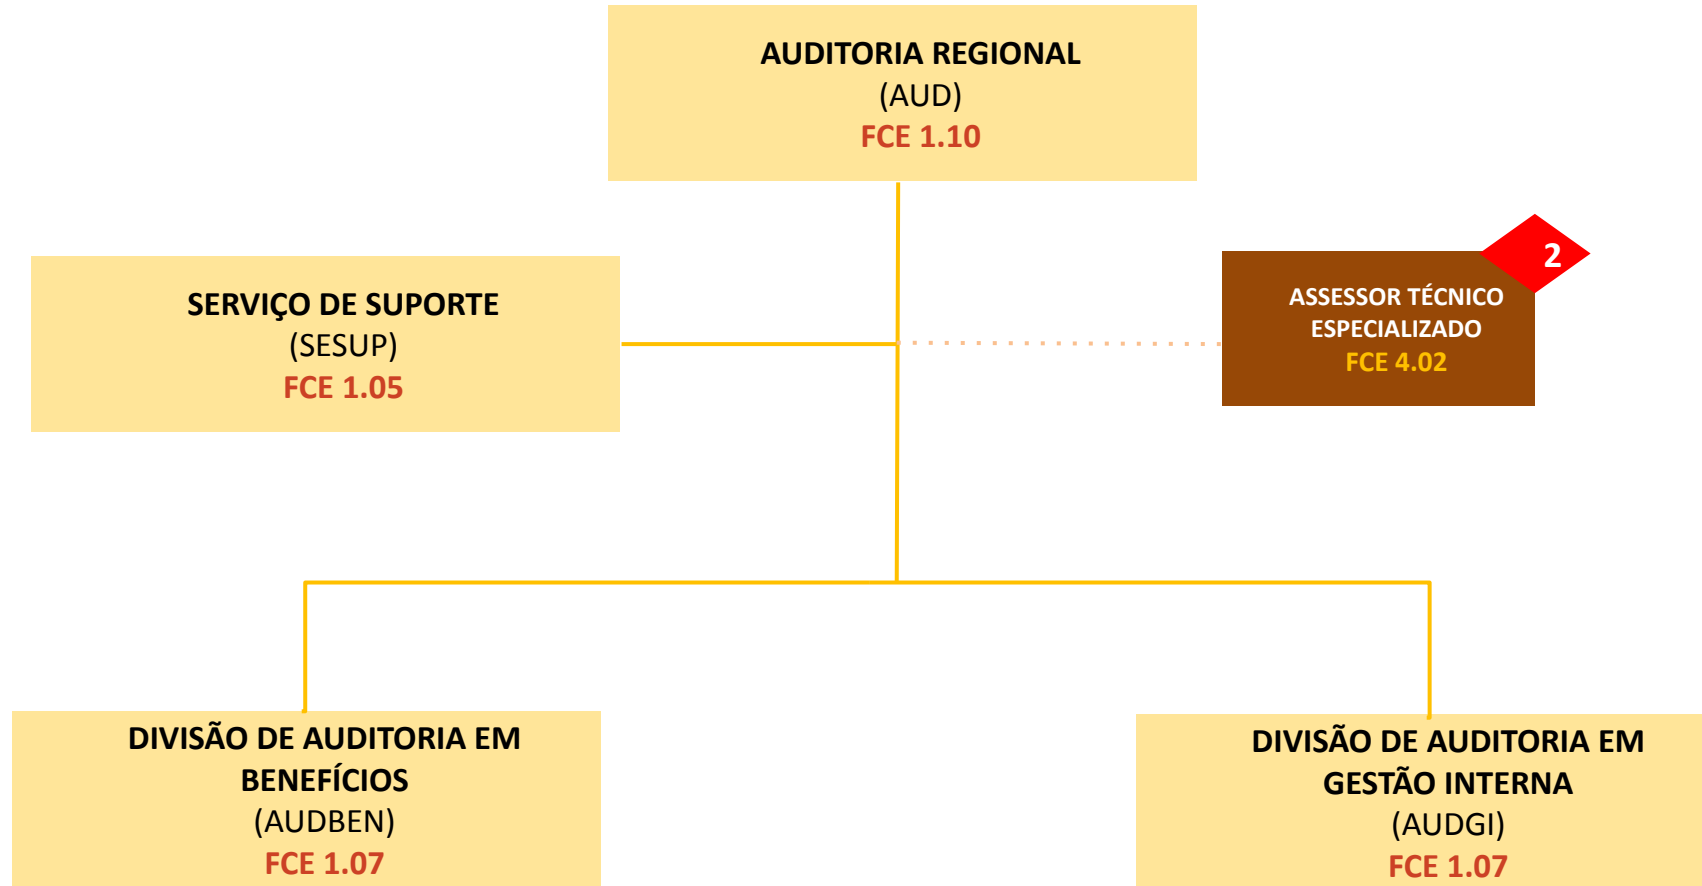 AUDITORIA REGIONAL
(AUD)
FCE 1.10
SERVIÇO DE SUPORTE
(SESUP)
FCE 1.05
2
ASSESSOR TÉCNICO
ESPECIALIZADO
FCE 4.02
DIVISÃO DE AUDITORIA EM
BENEFÍCIOS
(AUDBEN)
FCE 1.07
DIVISÃO DE AUDITORIA EM
GESTÃO INTERNA
(AUDGI)
FCE 1.07